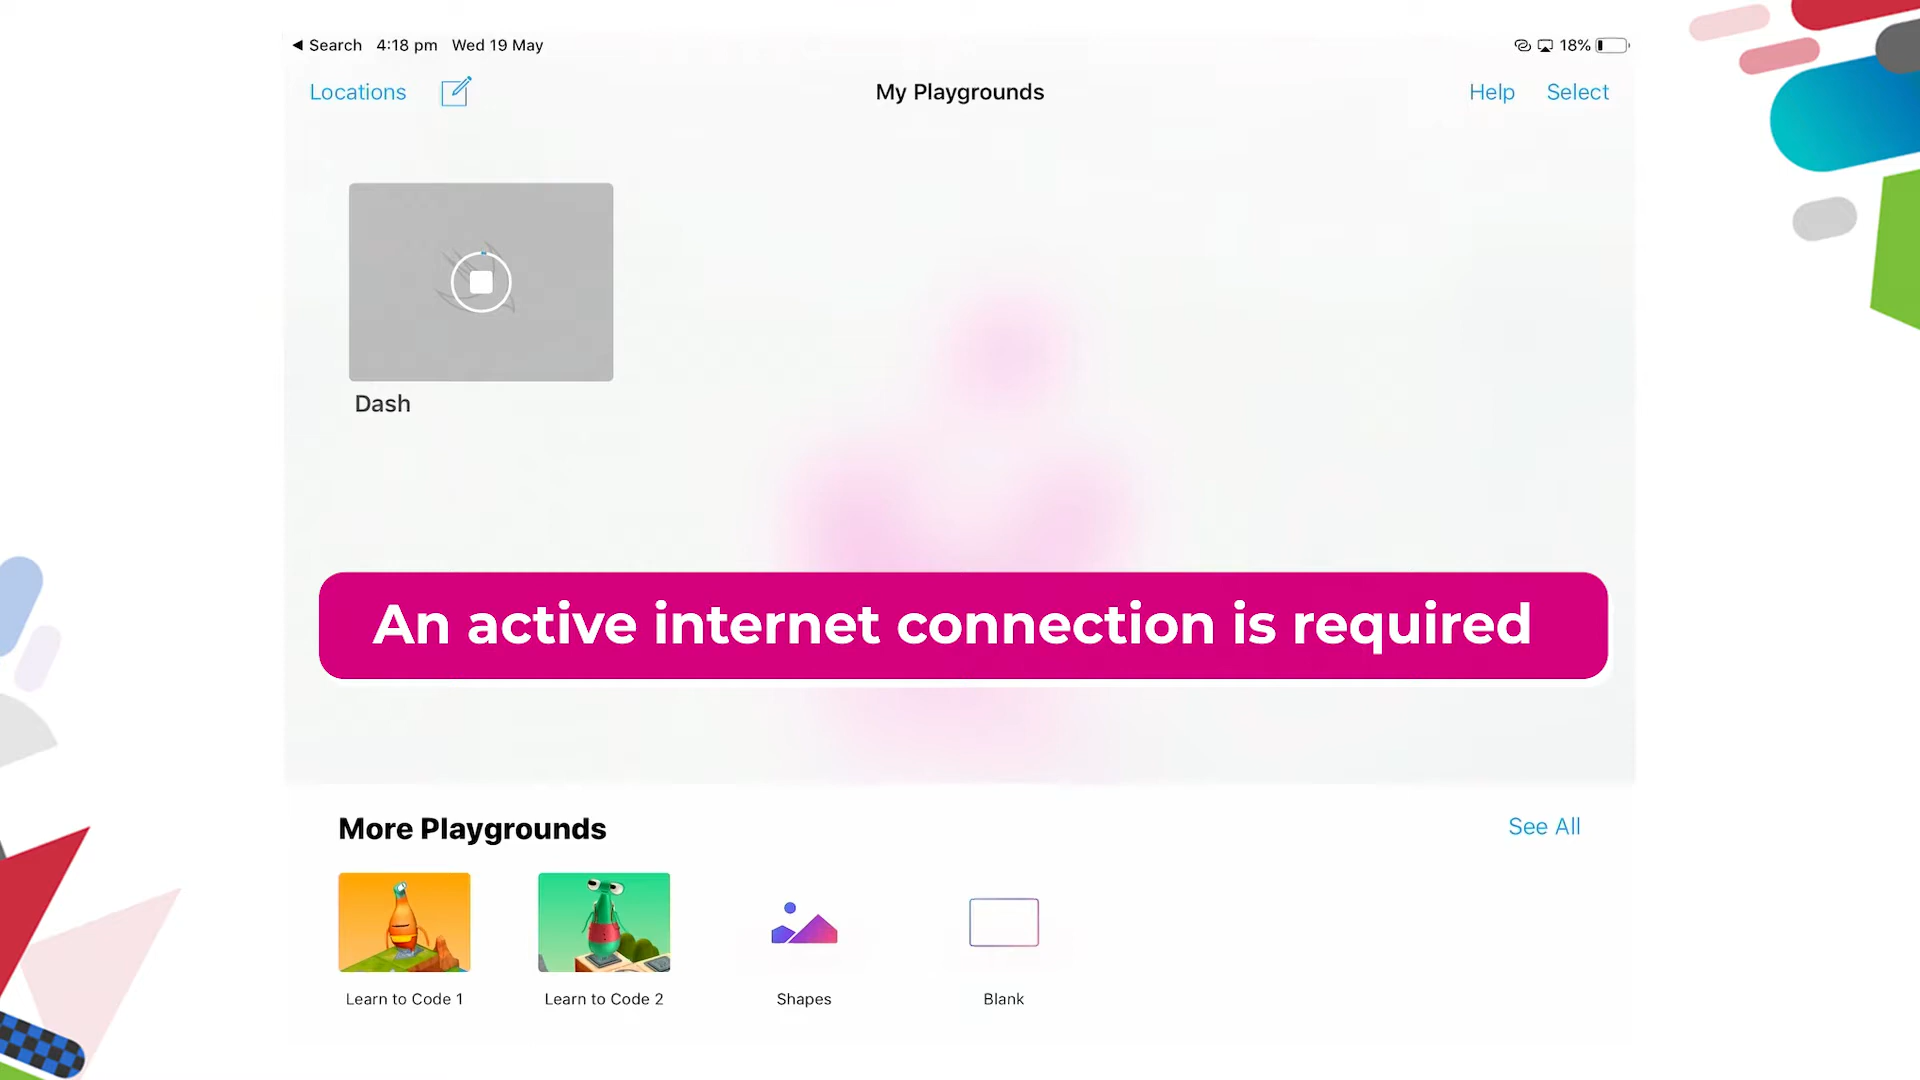 Search 4:18 pm Wed 19 May
18%
Locations
My Playgrounds
Help Select
Dash
An active internet connection is required
More Playgrounds
See All
Learn to Code 1
Learn to Code 2
Shapes
Blank